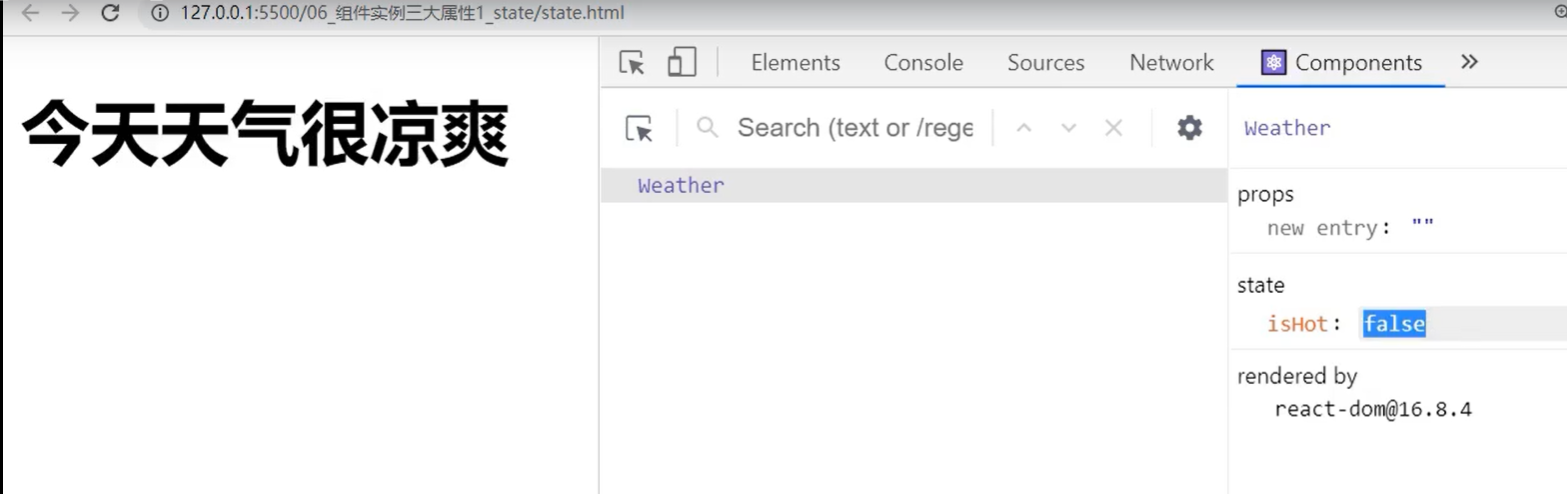 127.0.0.1:5500/06_组件实例三大属性1_state/state.html
今天天气很凉爽
Elements Console Sources Network Components
Search (text or /rege
Weather
Weather
props
new entry: ""
state
isHot: false
rendered by
react-dom@16.8.4